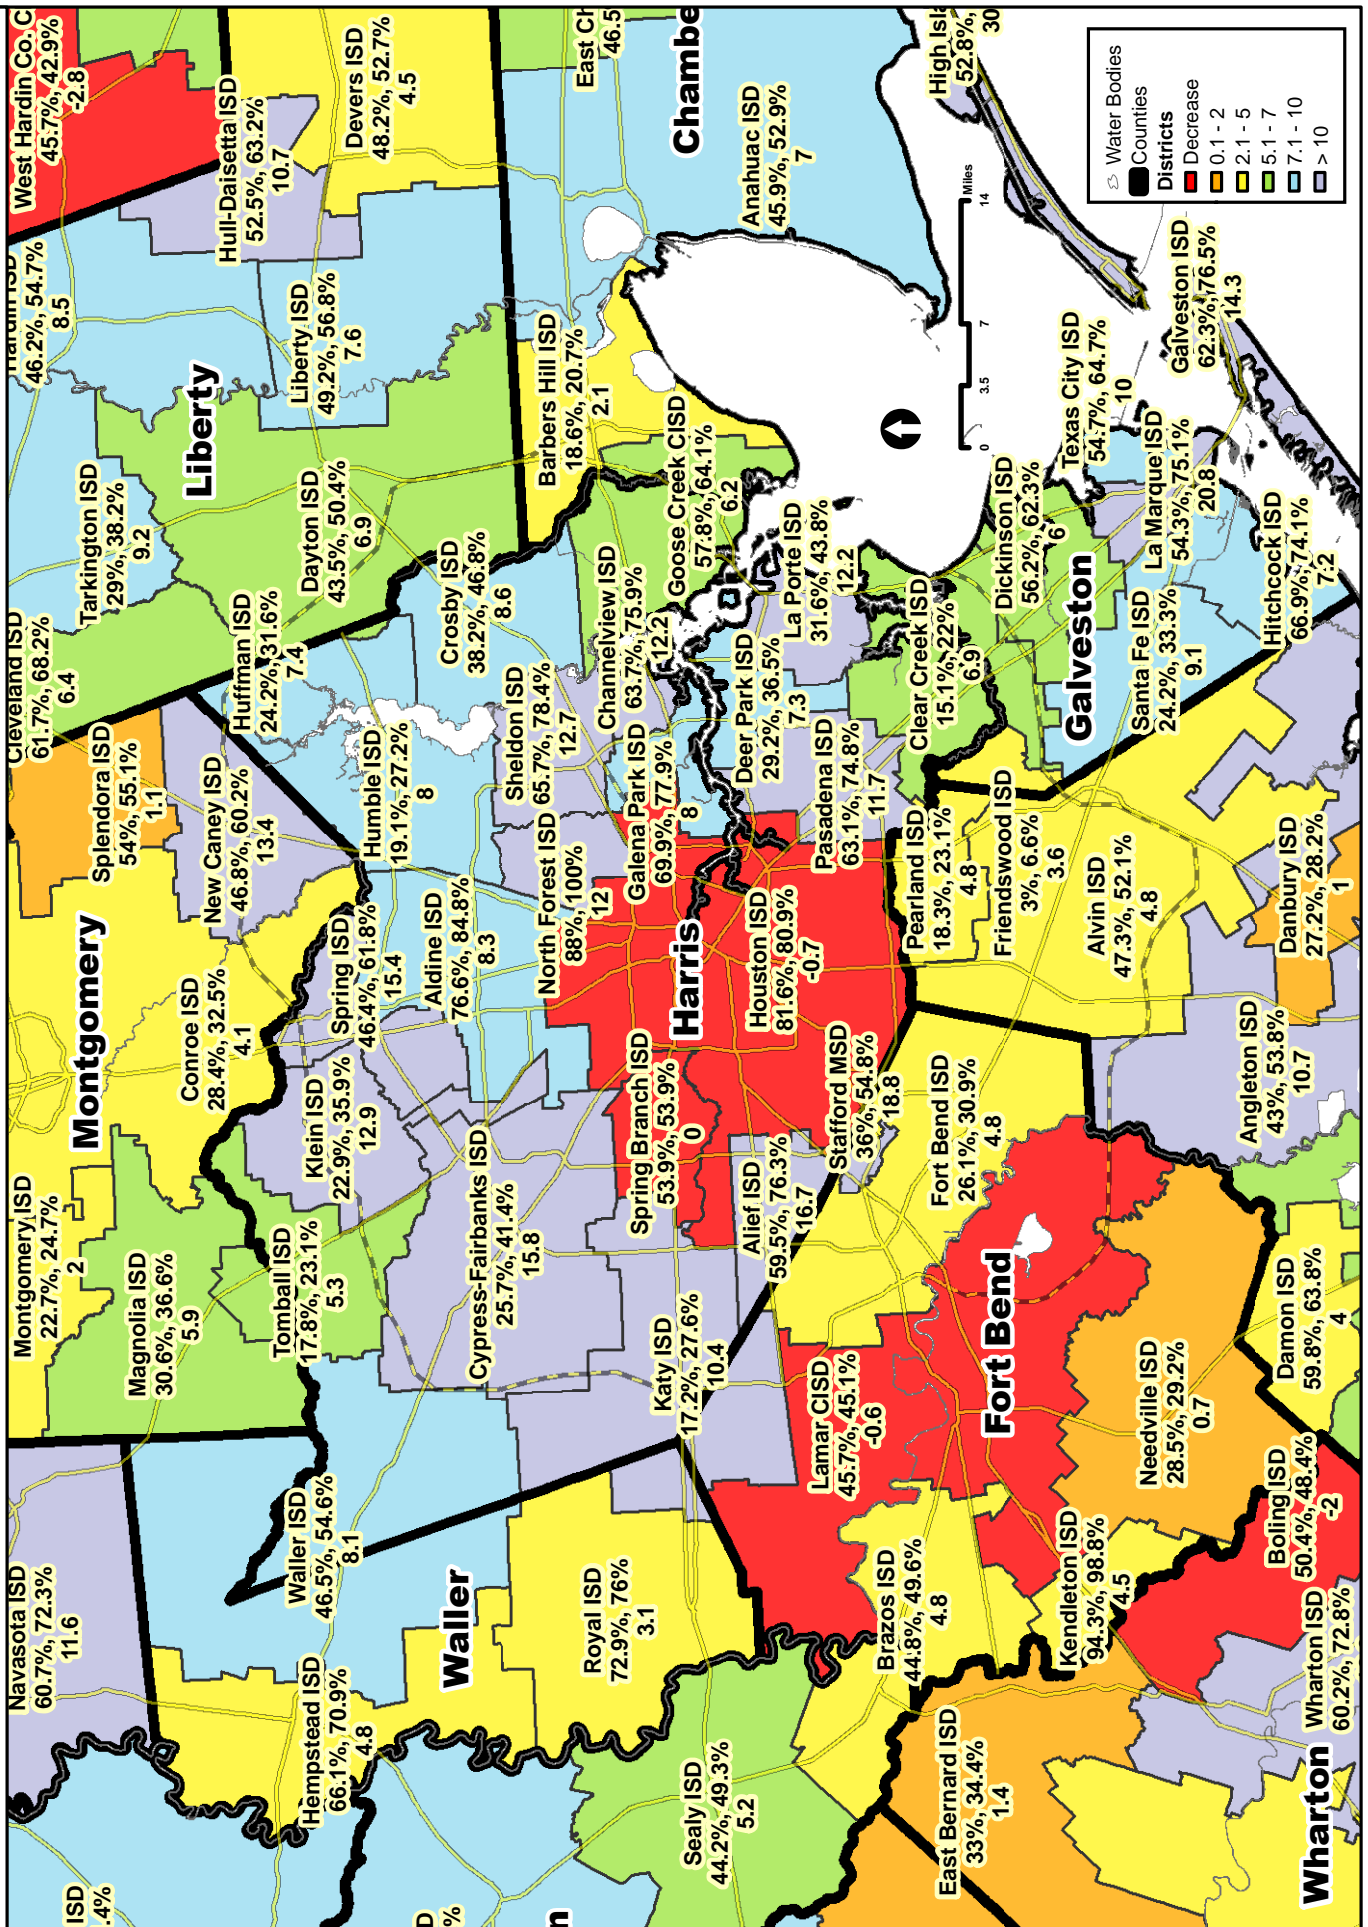 Navasota ISD
60.7%, 72.3%
11.6
Montgomery ISD
22.7%, 24.7%
2
Montgomery
Splendora ISD
54%, 55.1%
1.1
Cleveland ISD
61.7%, 68.2%
6.4
Tarkington ISD
29%, 38.2%
9.2
46.2%, 54.7%
8.5
West Hardin Co. C
45.7%, 42.9%
-2.8
Magnolia ISD
30.6%, 36.6%
5.9
Conroe ISD
28.4%, 32.5%
4.1
New Caney ISD
46.8%, 60.2%
13.4
Huffman ISD
24.2%, 31.6%
7.4
Liberty
Hull-Daisetta ISD
52.5%, 63.2%
10.7
Hempstead ISD
66.1%, 70.9%
4.8
Waller ISD
46.5%, 54.6%
8.1
Tomball ISD
17.8%, 23.1%
5.3
Klein ISD
22.9%, 35.9%
12.9
Spring ISD
46.4%, 61.8%
15.4
Humble ISD
19.1%, 27.2%
8
Dayton ISD
43.5%, 50.4%
6.9
Liberty ISD
49.2%, 56.8%
7.6
Devers ISD
48.2%, 52.7%
4.5
ISD
.4%
Waller
Cypress-Fairbanks ISD
25.7%, 41.4%
15.8
Aldine ISD
76.6%, 84.8%
8.3
Crosby ISD
38.2%, 46.8%
8.6
Sheldon ISD
65.7%, 78.4%
12.7
North Forest ISD
88%, 100%
12
Barbers Hill ISD
18.6%, 20.7%
2.1
East Ch
46.5
Royal ISD
72.9%, 76%
3.1
Channelview ISD
63.7%, 75.9%
12.2
Galena Park ISD
69.9%, 77.9%
8
Spring Branch ISD
53.9%, 53.9%
0
Harris
Goose Creek CISD
57.8%, 64.1%
6.2
Chambe
Sealy ISD
44.2%, 49.3%
5.2
Katy ISD
17.2%, 27.6%
10.4
Alief ISD
59.5%, 76.3%
16.7
Houston ISD
81.6%, 80.9%
-0.7
Deer Park ISD
29.2%, 36.5%
7.3
La Porte ISD
31.6%, 43.8%
12.2
Anahuac ISD
45.9%, 52.9%
7
Lamar CISD
45.7%, 45.1%
-0.6
Stafford MSD
36%, 54.8%
18.8
Pasadena ISD
63.1%, 74.8%
11.7
Brazos ISD
44.8%, 49.6%
4.8
Fort Bend ISD
26.1%, 30.9%
4.8
Pearland ISD
18.3%, 23.1%
4.8
Clear Creek ISD
15.1%, 22%
6.9
High Isla
52.8%,
30
East Bernard ISD
33%, 34.4%
1.4
Fort Bend
Friendswood ISD
3%, 6.6%
3.6
Dickinson ISD
56.2%, 62.3%
6
Miles
0
3.5
7
14
Kendleton ISD
94.3%, 98.8%
4.5
Alvin ISD
47.3%, 52.1%
4.8
Galveston
Texas City ISD
54.7%, 64.7%
10
Needville ISD
28.5%, 29.2%
0.7
Santa Fe ISD
24.2%, 33.3%
9.1
La Marque ISD
54.3%, 75.1%
20.8
Galveston ISD
62.3%, 76.5%
14.3
Boling ISD
50.4%, 48.4%
-2
Damon ISD
59.8%, 63.8%
4
Angleton ISD
43%, 53.8%
10.7
Danbury ISD
27.2%, 28.2%
1
Hitchcock ISD
66.9%, 74.1%
7.2
Wharton
Wharton ISD
60.2%, 72.8%
Water Bodies
Counties
Districts
Decrease
0.1 - 2
2.1 - 5
5.1 - 7
7.1 - 10
> 10